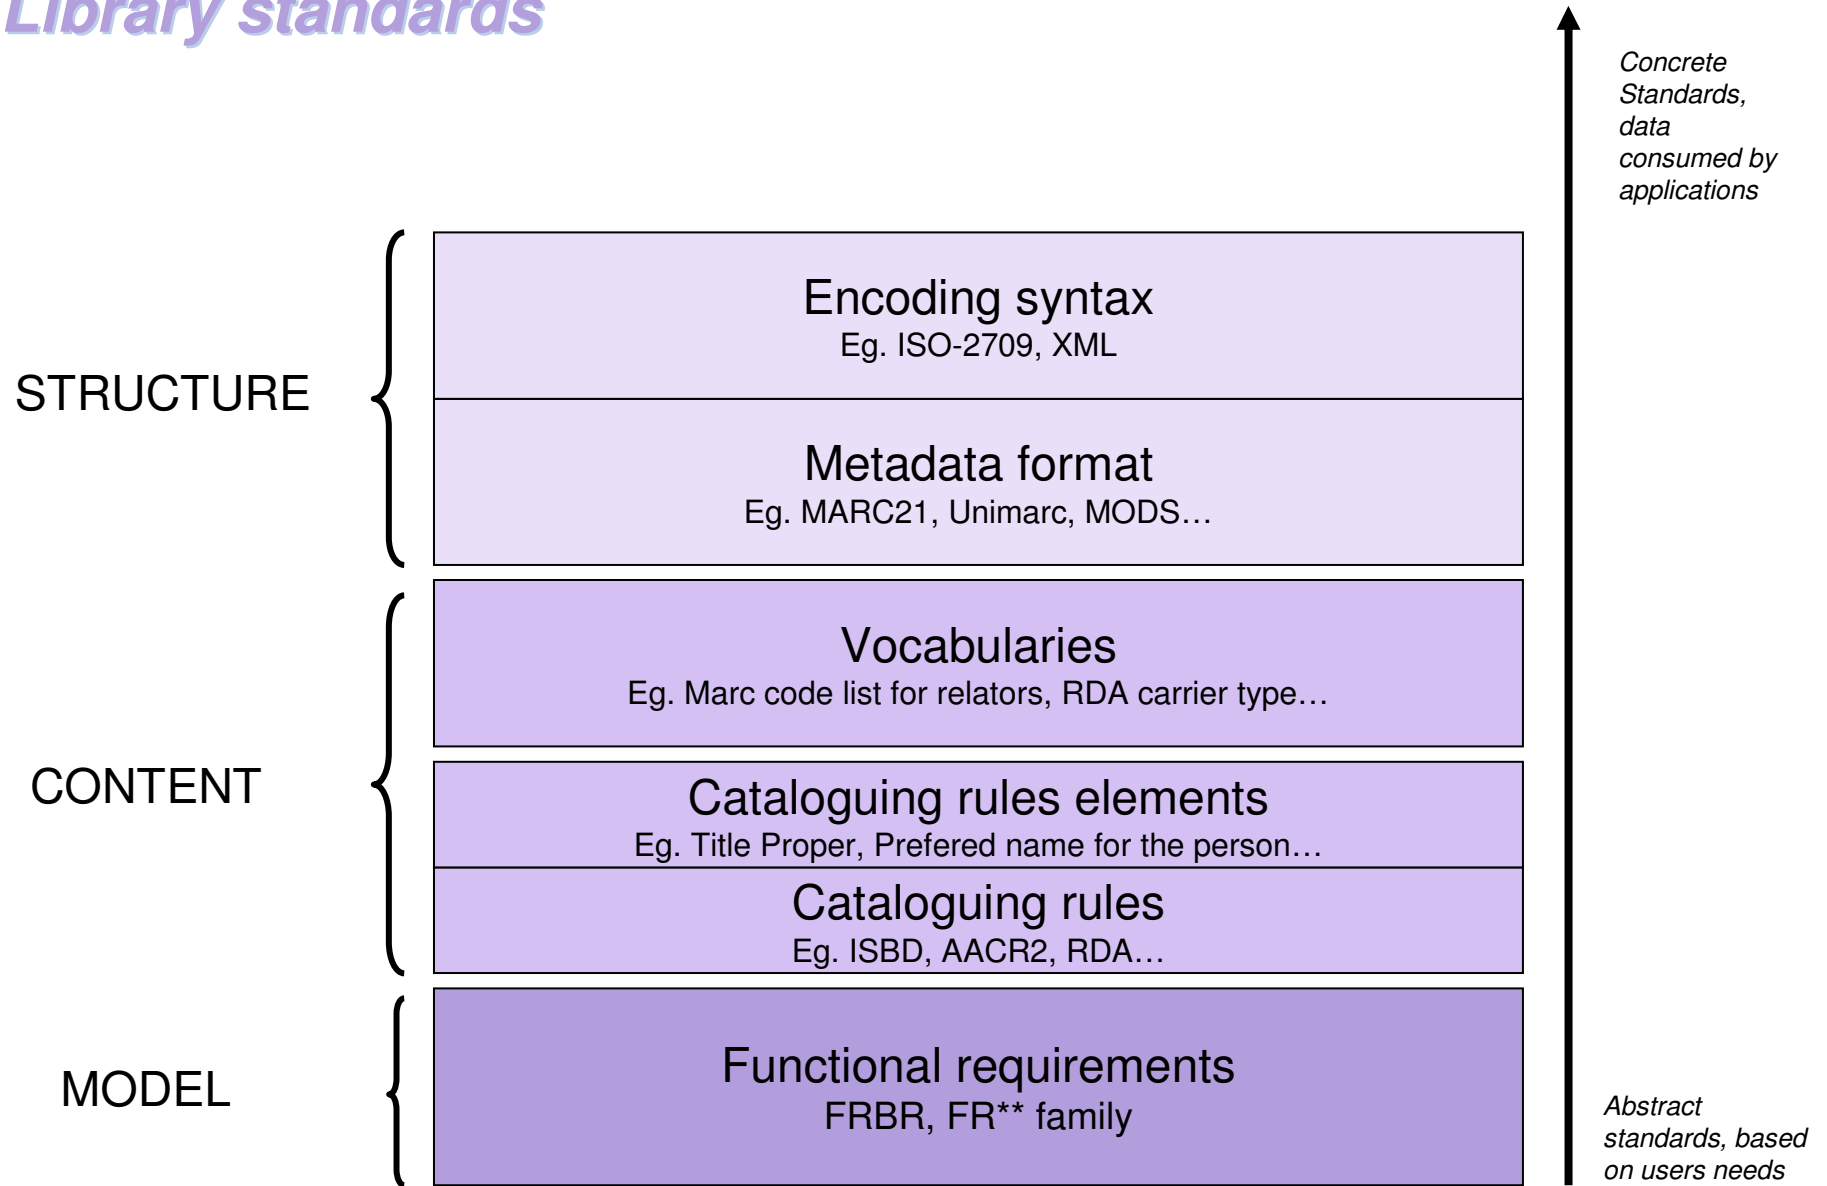 Library standards
Concrete
Standards,
data
consumed by
applications
STRUCTURE
Encoding syntax
Eg. ISO-2709, XML
Metadata format
Eg. MARC21, Unimarc, MODS…
CONTENT
Vocabularies
Eg. Marc code list for relators, RDA carrier type…
Cataloguing rules elements
Eg. Title Proper, Prefered name for the person…
Cataloguing rules
Eg. ISBD, AACR2, RDA…
MODEL
Functional requirements
FRBR, FR** family
Abstract
standards, based
on users needs